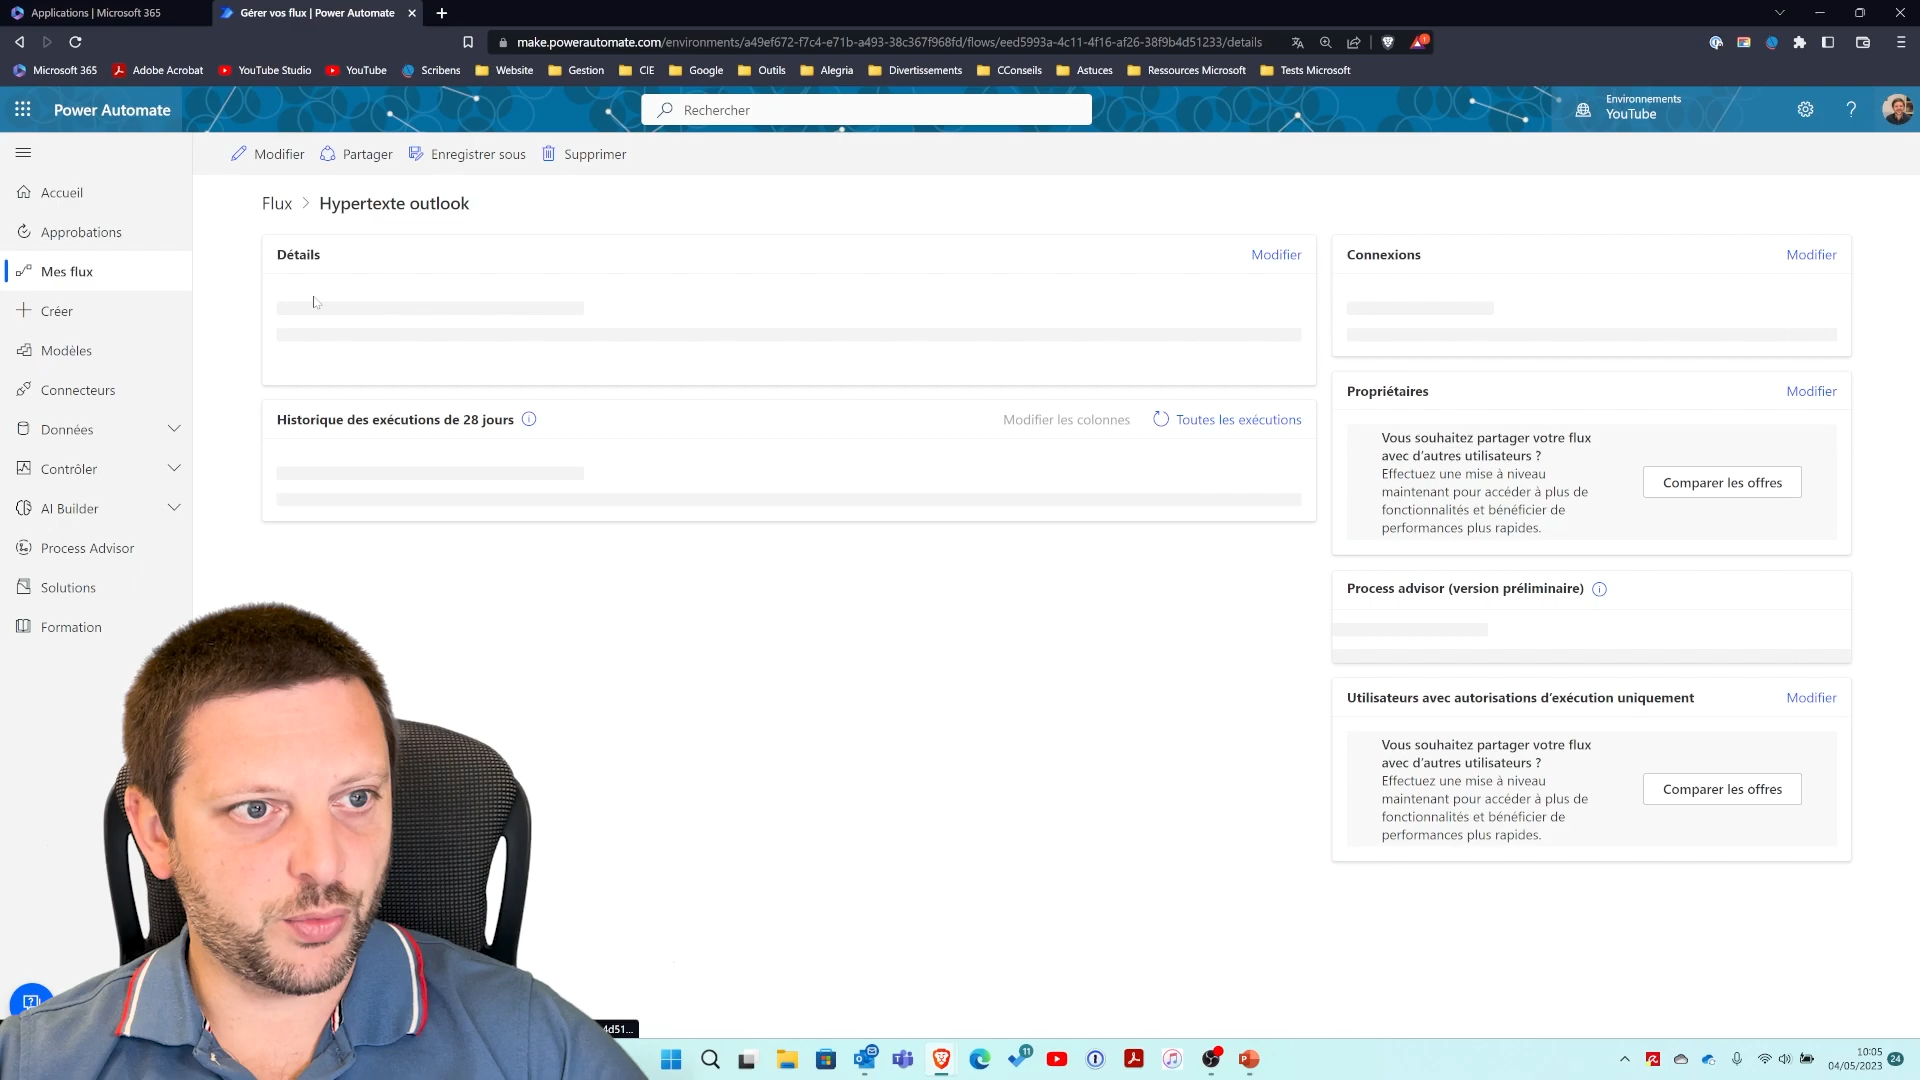 Applications | Microsoft 365
Gérer vos flux | Power Automate
make.powerautomate.com/environments/a49ef672-f7c4-e71b-a493-38c367f968fd/flows/eed5993a-4c11-4f16-af26-38f9b4d51233/details
1
Microsoft 365 Adobe Acrobat YouTube Studio YouTube Scribens Website Gestion CIE Google Outils Alegria Divertissements CConseils Astuces Ressources Microsoft Tests Microsoft
Power Automate
Rechercher
Environnements
YouTube
Modifier Partager Enregistrer sous Supprimer
Accueil
Approbations
Mes flux
Créer
Modèles
Connecteurs
Données
Contrôler
AI Builder
Process Advisor
Solutions
Formation
Flux > Hypertexte outlook
Détails
Modifier
Historique des exécutions de 28 jours
Modifier les colonnes
Toutes les exécutions
Connexions
Modifier
Propriétaires
Modifier
Vous souhaitez partager votre flux
avec d'autres utilisateurs ?
Effectuez une mise à niveau
maintenant pour accéder à plus de
fonctionnalités et bénéficier de
performances plus rapides.
Comparer les offres
Process advisor (version préliminaire)
Utilisateurs avec autorisations d'exécution uniquement
Modifier
Vous souhaitez partager votre flux
avec d'autres utilisateurs ?
Effectuez une mise à niveau
maintenant pour accéder à plus de
fonctionnalités et bénéficier de
performances plus rapides.
Comparer les offres
4d51...
11
10:05
04/05/2023
24